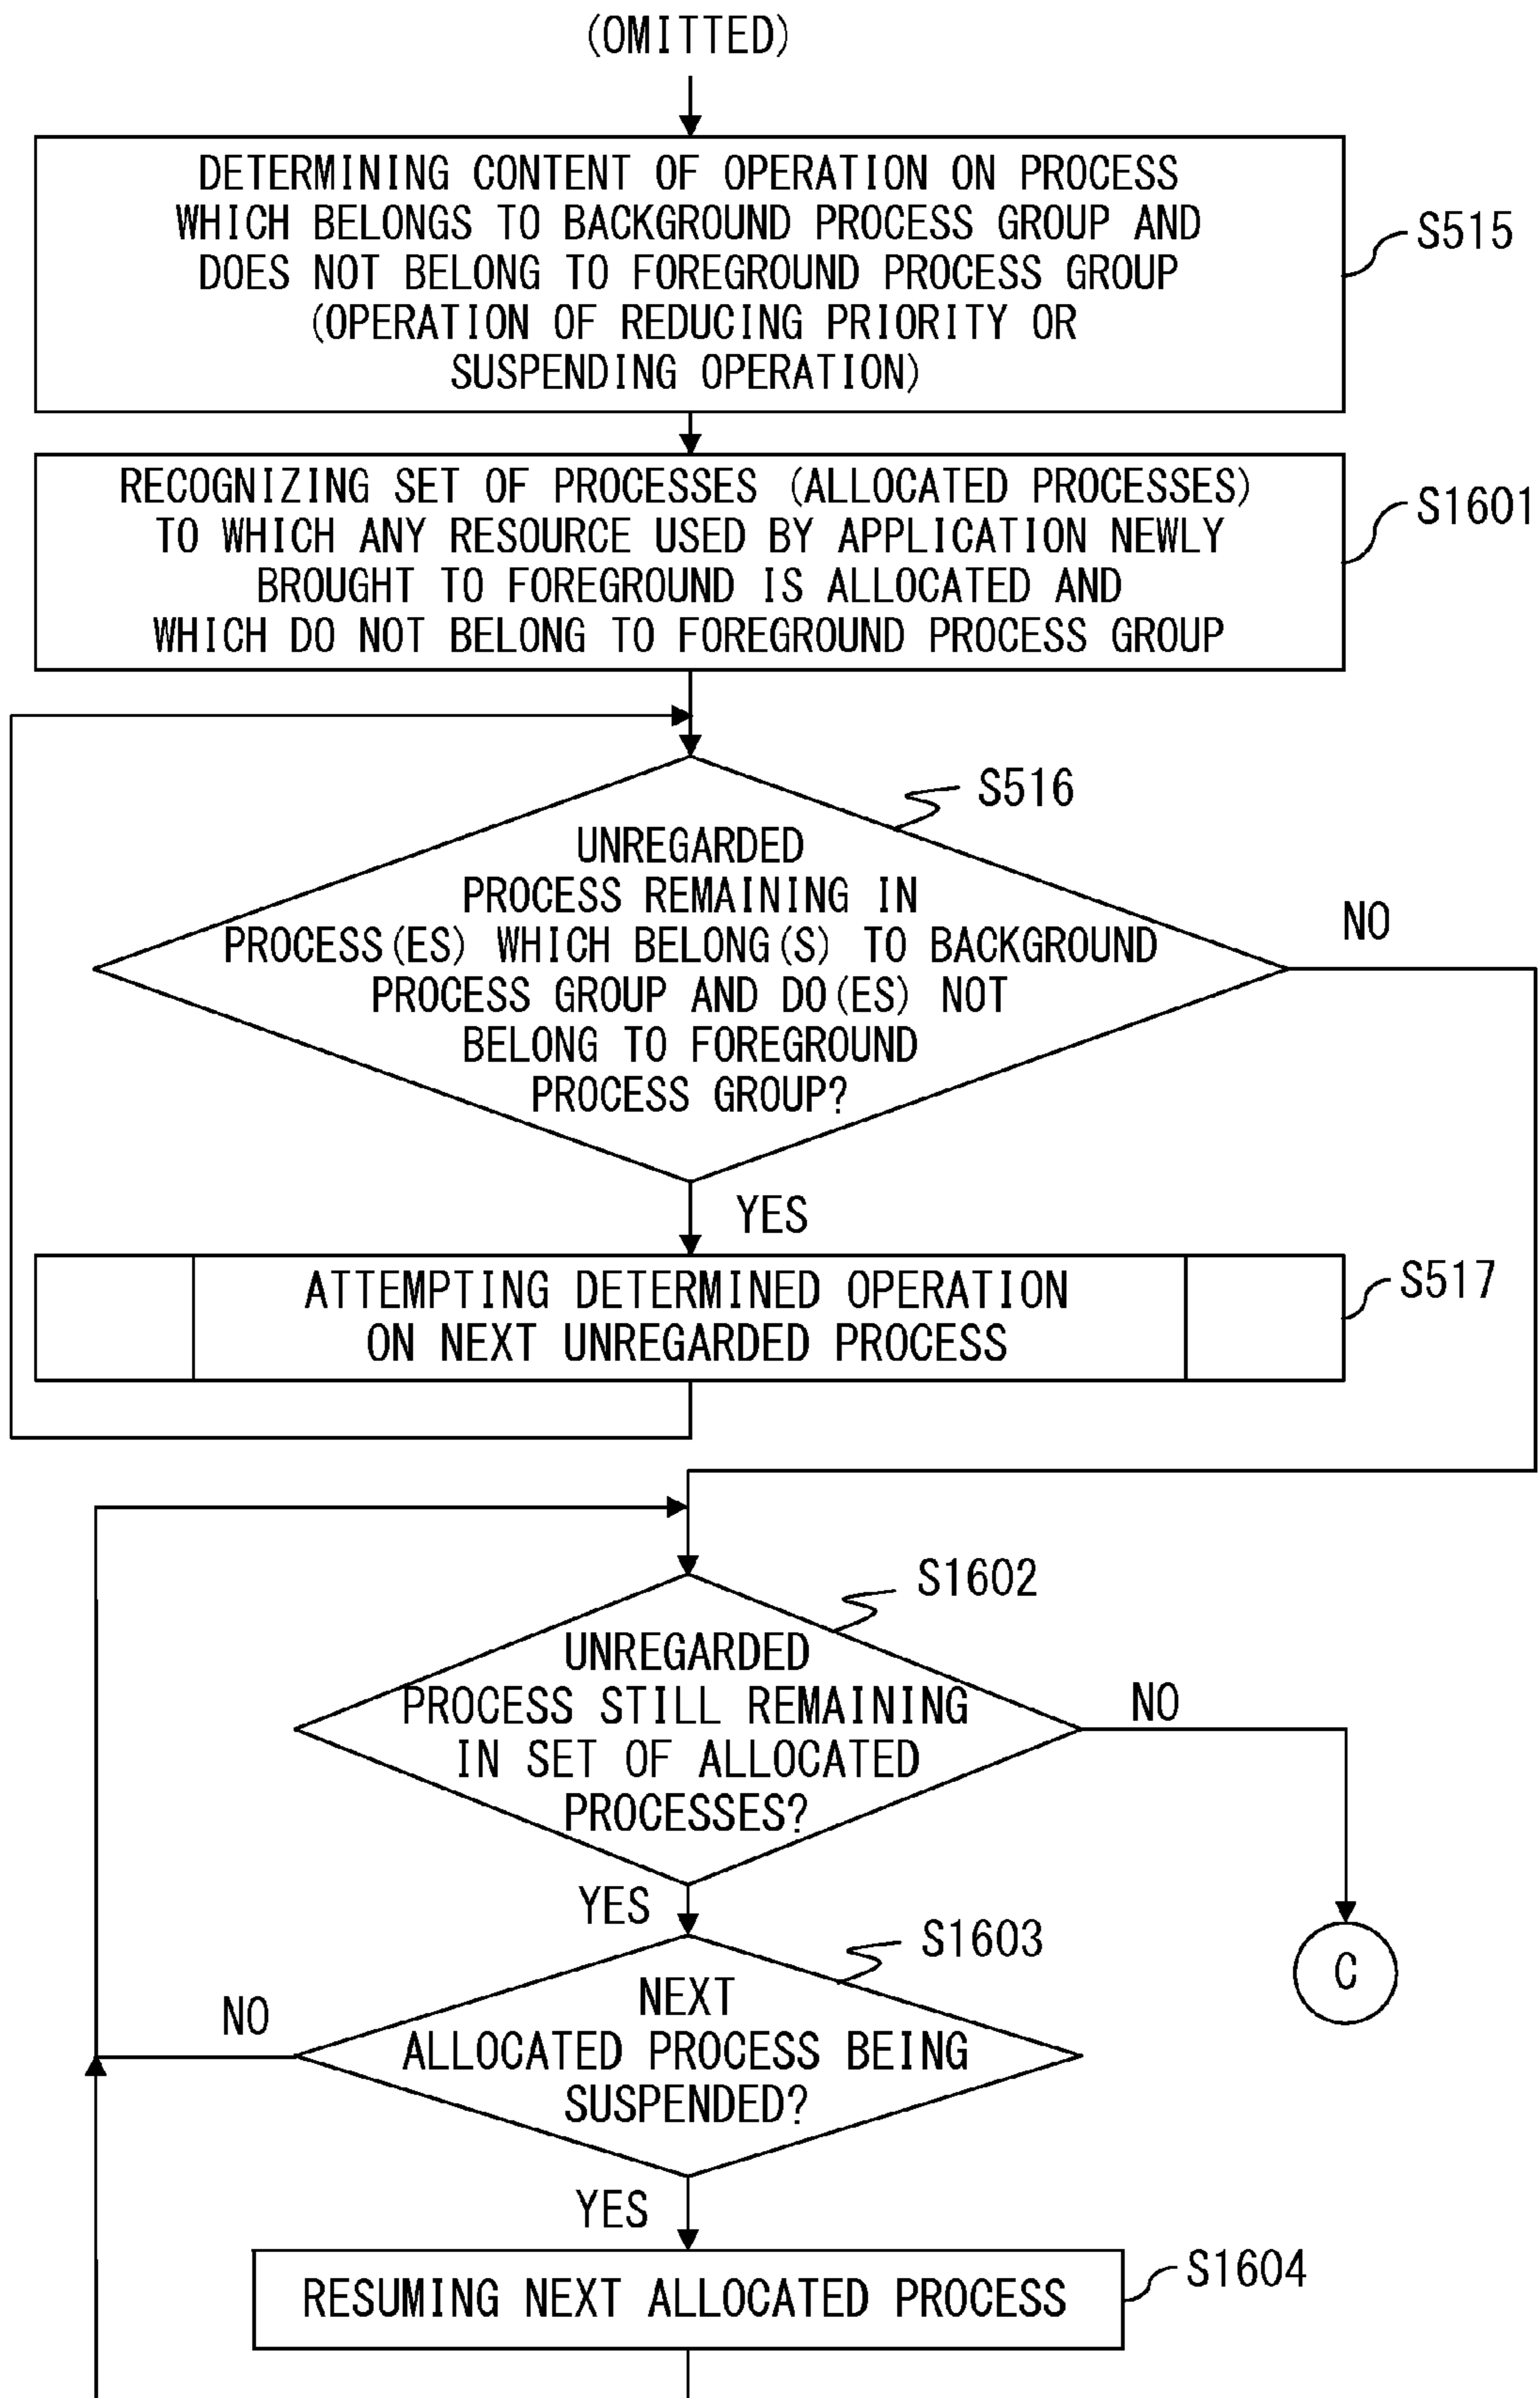 (OMITTED)
DETERMINING CONTENT OF OPERATION ON PROCESS
WHICH BELONGS TO BACKGROUND PROCESS GROUP AND
DOES NOT BELONG TO FOREGROUND PROCESS GROUP
(OPERATION OF REDUCING PRIORITY OR
SUSPENDING OPERATION)
S515
RECOGNIZING SET OF PROCESSES (ALLOCATED PROCESSES)
TO WHICH ANY RESOURCE USED BY APPLICATION NEWLY
BROUGHT TO FOREGROUND IS ALLOCATED AND
WHICH DO NOT BELONG TO FOREGROUND PROCESS GROUP
S1601
S516
UNREGARDED
PROCESS REMAINING IN
PROCESS(ES) WHICH BELONG(S) TO BACKGROUND
PROCESS GROUP AND DO(ES) NOT
BELONG TO FOREGROUND
PROCESS GROUP?
NO
YES
ATTEMPTING DETERMINED OPERATION
ON NEXT UNREGARDED PROCESS
S517
S1602
UNREGARDED
PROCESS STILL REMAINING
IN SET OF ALLOCATED
PROCESSES?
NO
YES
C
S1603
NEXT
ALLOCATED PROCESS BEING
SUSPENDED?
NO
YES
RESUMING NEXT ALLOCATED PROCESS
S1604